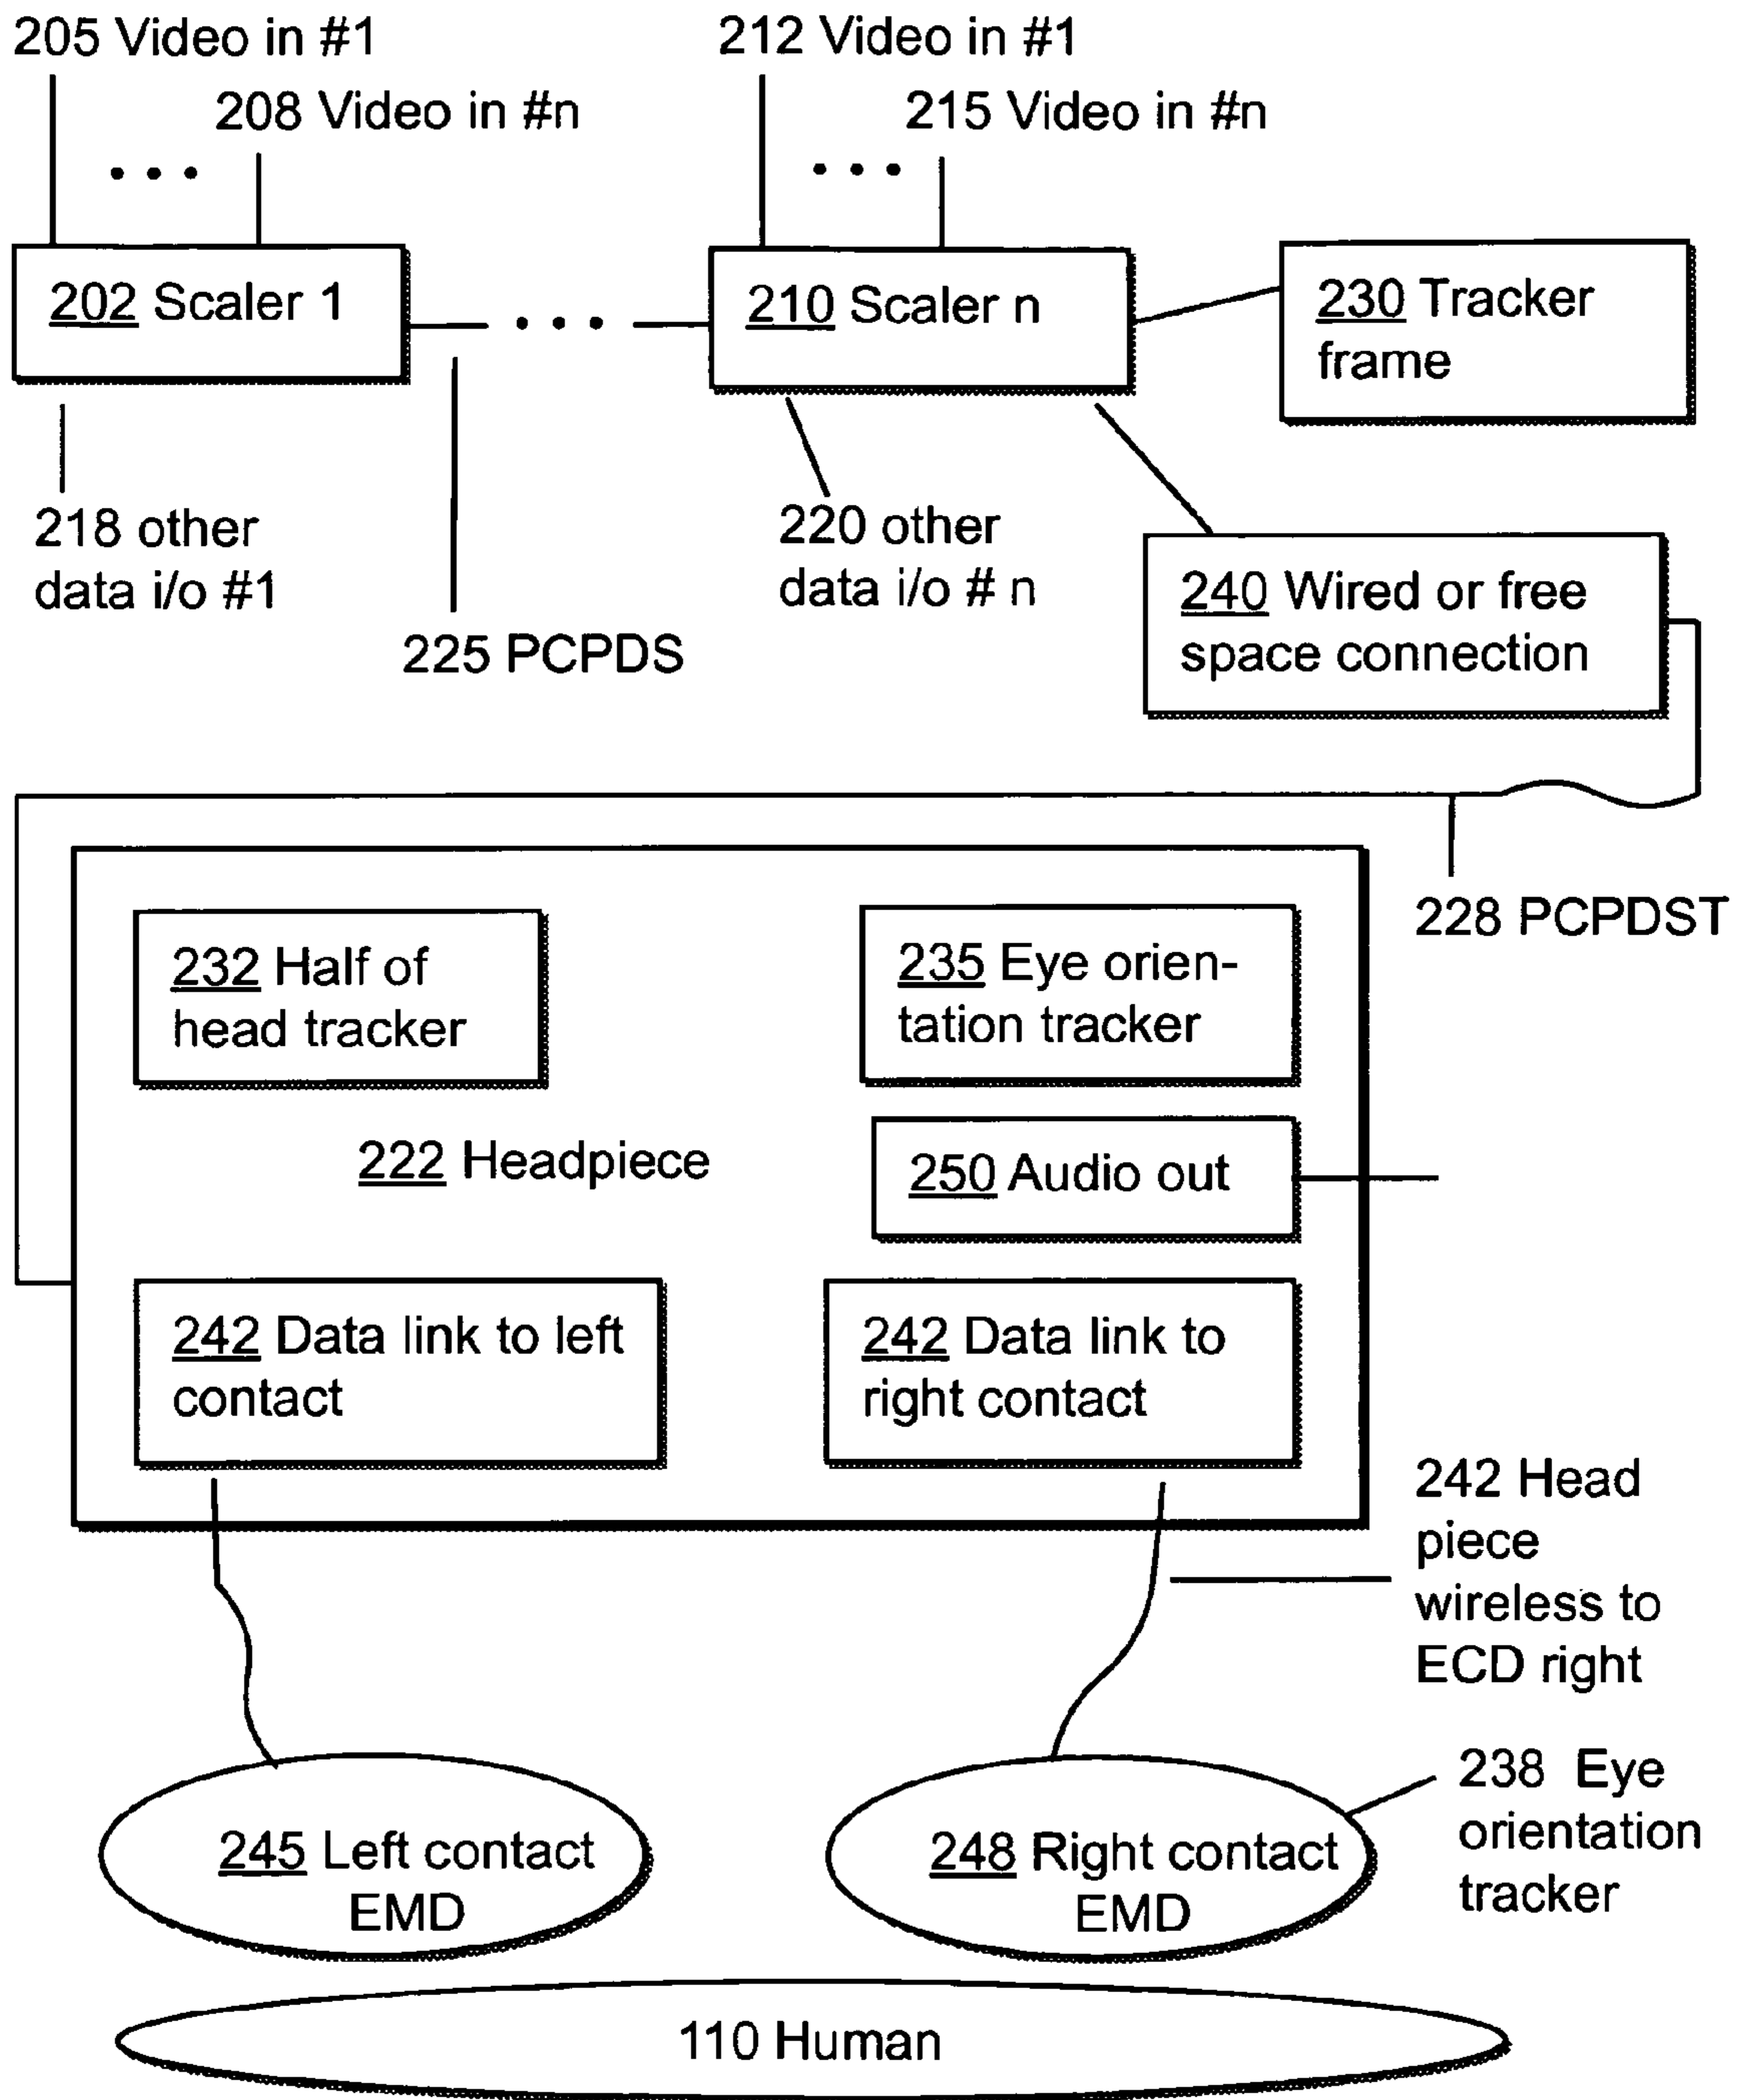 205 Video in #1
212 Video in #1
208 Video in #n
215 Video in #n
202 Scaler 1
210 Scaler n
230 Tracker
frame
218 other
data i/o #1
220 other
data i/o # n
225 PCPDS
240 Wired or free
space connection
228 PCPDST
232 Half of
head tracker
235 Eye orien-
tation tracker
222 Headpiece
250 Audio out
242 Data link to left
contact
242 Data link to
right contact
242 Head
piece
wireless to
ECD right
238 Eye
orientation
tracker
245 Left contact
EMD
248 Right contact
EMD
110 Human